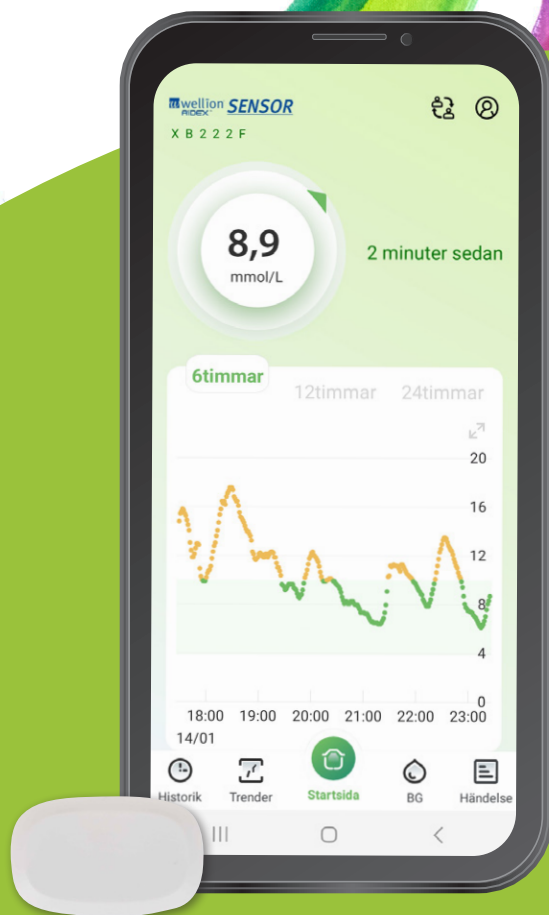 wellion SENSOR
AiDEX™
XB222F
8,9
mmol/L
2 minuter sedan
6timmar
12timmar
24timmar
20
16
12
8
4
0
18:00 19:00 20:00 21:00 22:00 23:00
14/01
Historik Trender Startsida BG Händelse